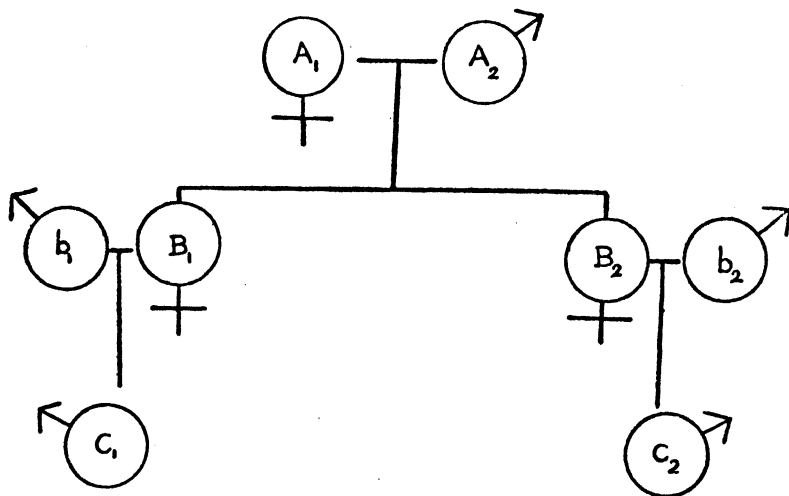 A₁ A₂
b₁ B₁ B₂ b₂
C₁ C₂